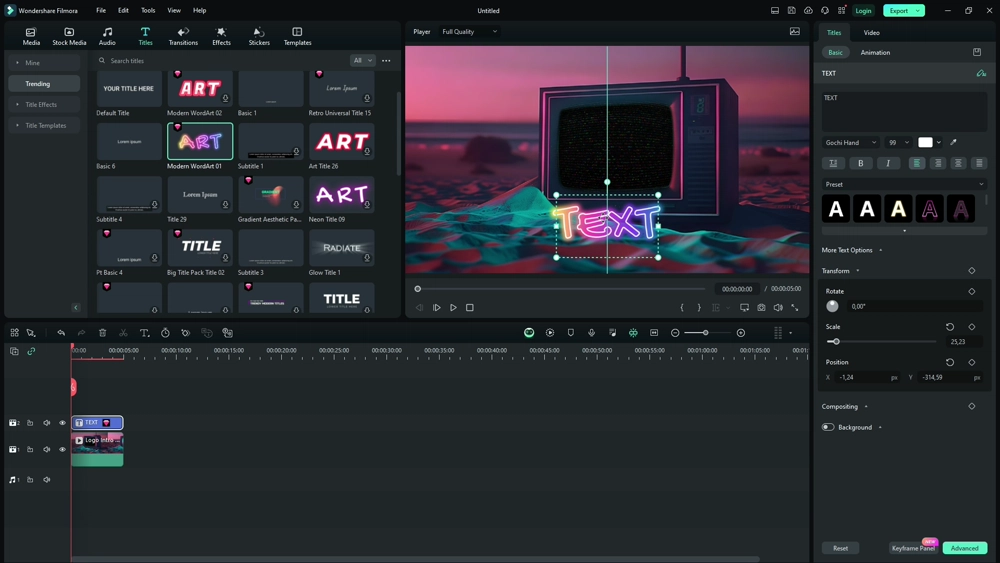 Wondershare Filmora File Edit Tools View Help Untitled Login Export
Media Stock Media Audio Titles Transitions Effects Stickers Templates
Player Full Quality
Titles Video
Basic Animation
Mine
Trending
Title Effects
Title Templates
Search titles All
YOUR TITLE HERE ART Lorem Ipsum
Default Title Modern WordArt 02 Basic 1 Retro Universal Title 15
Lorem ipsum ART ART
Basic 6 Modern WordArt 01 Subtitle 1 Art Title 26
Lorem Ipsum ART
Subtitle 4 Title 29 Gradient Aesthetic Pa... Neon Title 09
Lorem ipsum TITLE RADIATE
Pt Basic 4 Big Title Pack Title 02 Subtitle 3 Glow Title 1
TITLE
TEXT
00:00:00:00 / 00:00:05:00
TEXT
TEXT
Gochi Hand 99
B I
Preset
A A A A A
More Text Options
Transform
Rotate
0,00°
Scale
25,23
Position
X -1,24 px Y -314,59 px
Compositing
Background
Reset Keyframe Panel NEW Advanced
:00:00 00:00:05:00 00:00:10:00 00:00:15:00 00:00:20:00 00:00:25:00 00:00:30:00 00:00:35:00 00:00:40:00 00:00:45:00 00:00:50:00 00:00:55:00 00:01:00:00 00:01:05:00 00:01:
2 TEXT
1 Logo Intro ...
1